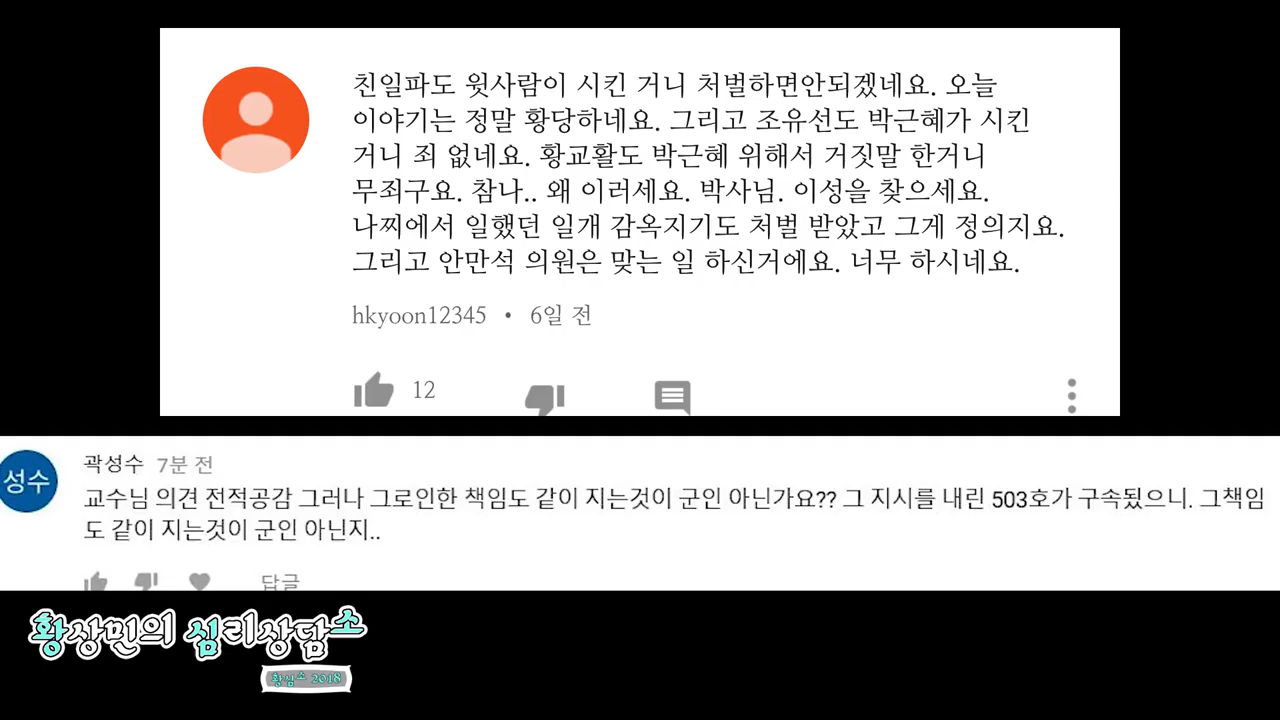 친일파도 윗사람이 시킨 거니 처벌하면안되겠네요. 오늘
이야기는 정말 황당하네요. 그리고 조유선도 박근혜가 시킨
거니 죄 없네요. 황교활도 박근혜 위해서 거짓말 한거니
무죄구요. 참나.. 왜 이러세요. 박사님. 이성을 찾으세요.
나찌에서 일했던 일개 감옥지기도 처벌 받았고 그게 정의지요.
그리고 안만석 의원은 맞는 일 하신거에요. 너무 하시네요.
hkyoon12345 • 6일 전
12
성수
곽성수 7분 전
교수님 의견 전적공감 그러나 그로인한 책임도 같이 지는것이 군인 아닌가요?? 그 지시를 내린 503호가 구속됐으니. 그책임
도 같이 지는것이 군인 아닌지..
답글
황상민의 심리상담소
황심소 2018